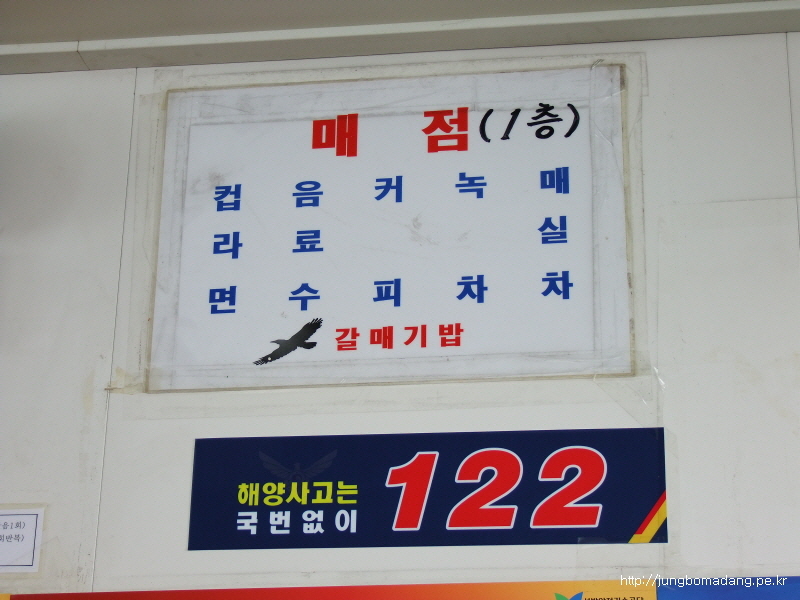 매 점 (1층)
컵라면 음료수 커피 녹차 매실차
갈매기밥
해양사고는
국번없이
122
http://jungbomadang.pe.kr